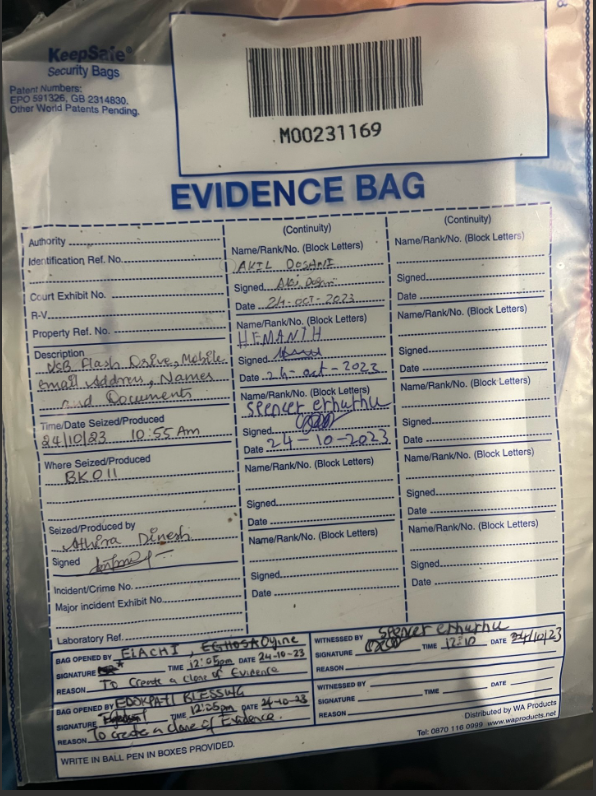 KeepSafe®
Security Bags
Patent Numbers:
EPO 591326, GB 2314830.
Other World Patents Pending.
M00231169
EVIDENCE BAG
Authority
Identification Ref. No.
Court Exhibit No.
R-V
Property Ref. No.
Description
USB Flash Drive, Mobile
Email Address, Names
and Documents
Time/Date Seized/Produced
24/10/23 10:55 Am
Where Seized/Produced
BK011
Seized/Produced by
Athira Dinesh
Signed
Incident/Crime No.
Major incident Exhibit No.
Laboratory Ref.
(Continuity)
Name/Rank/No. (Block Letters)
AKIL
Signed
Date 24-oct-2023
Name/Rank/No. (Block Letters)
HEMANTH
Signed
Date 24-oct-2023
Name/Rank/No. (Block Letters)
Spencer erhuthu
Signed
Date 24-10-2023
Name/Rank/No. (Block Letters)
Signed
Date
Name/Rank/No. (Block Letters)
Signed
Date
(Continuity)
Name/Rank/No. (Block Letters)
Signed
Date
Name/Rank/No. (Block Letters)
Signed
Date
Name/Rank/No. (Block Letters)
Signed
Date
Name/Rank/No. (Block Letters)
Signed
Date
Name/Rank/No. (Block Letters)
Signed
Date
BAG OPENED BY ELACHI, EGHOSA
SIGNATURE TIME 12:05pm DATE 24-10-23
REASON To Create a clone of Evidence
BAG OPENED BY BLESSING
SIGNATURE TIME 12:05pm DATE 24-10-23
REASON To create a clone of Evidence
WITNESSED BY Spencer erhuthu
SIGNATURE TIME 12:10 DATE 24/10/23
REASON
WITNESSED BY
SIGNATURE TIME DATE
REASON
WRITE IN BALL PEN IN BOXES PROVIDED.
Distributed by WA Products
Tel: 0870 116 0999 www.waproducts.net